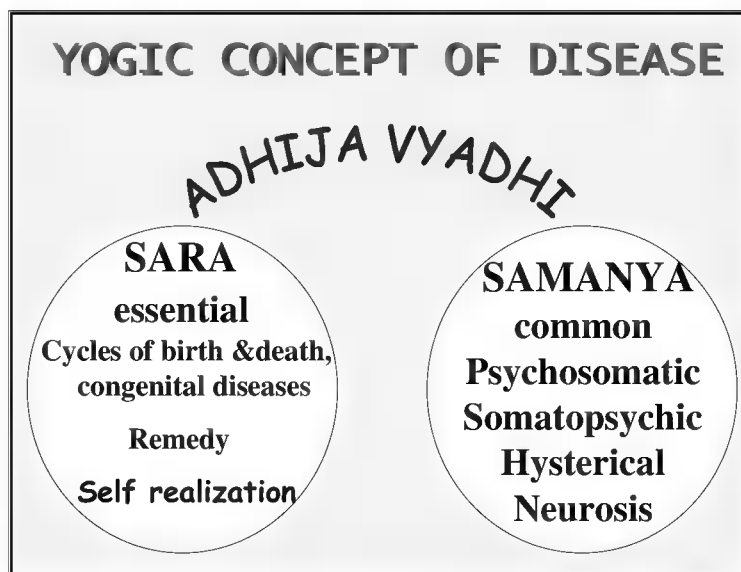 YOGIC CONCEPT OF DISEASE
ADHIJA VYADHI
SARA
essential
Cycles of birth &death,
congenital diseases
Remedy
Self realization
SAMANYA
common
Psychosomatic
Somatopsychic
Hysterical
Neurosis